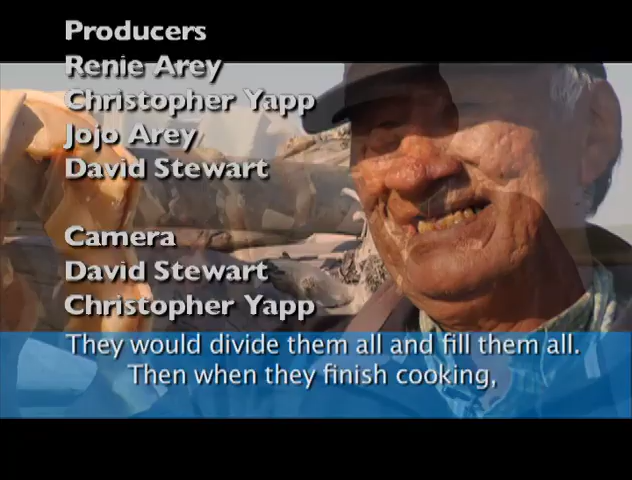 Producers
Renie Arey
Christopher Yapp
Jojo Arey
David Stewart
Camera
David Stewart
Christopher Yapp
They would divide them all and fill them all.
Then when they finish cooking,